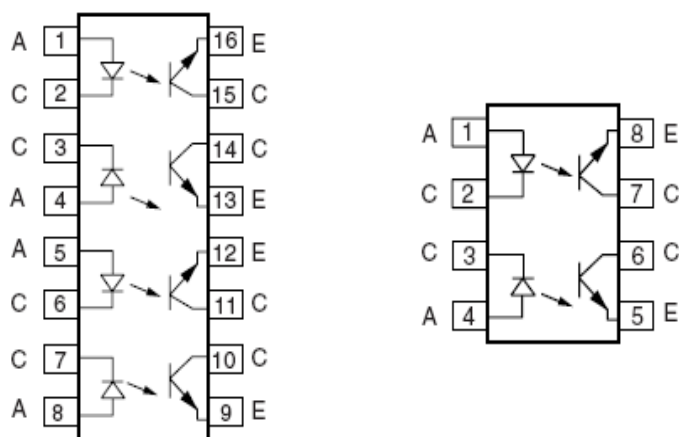 A 1 16 E
C 2 15 C
C 3 14 C
A 4 13 E
A 5 12 E
C 6 11 C
C 7 10 C
A 8 9 E
A 1 8 E
C 2 7 C
C 3 6 C
A 4 5 E